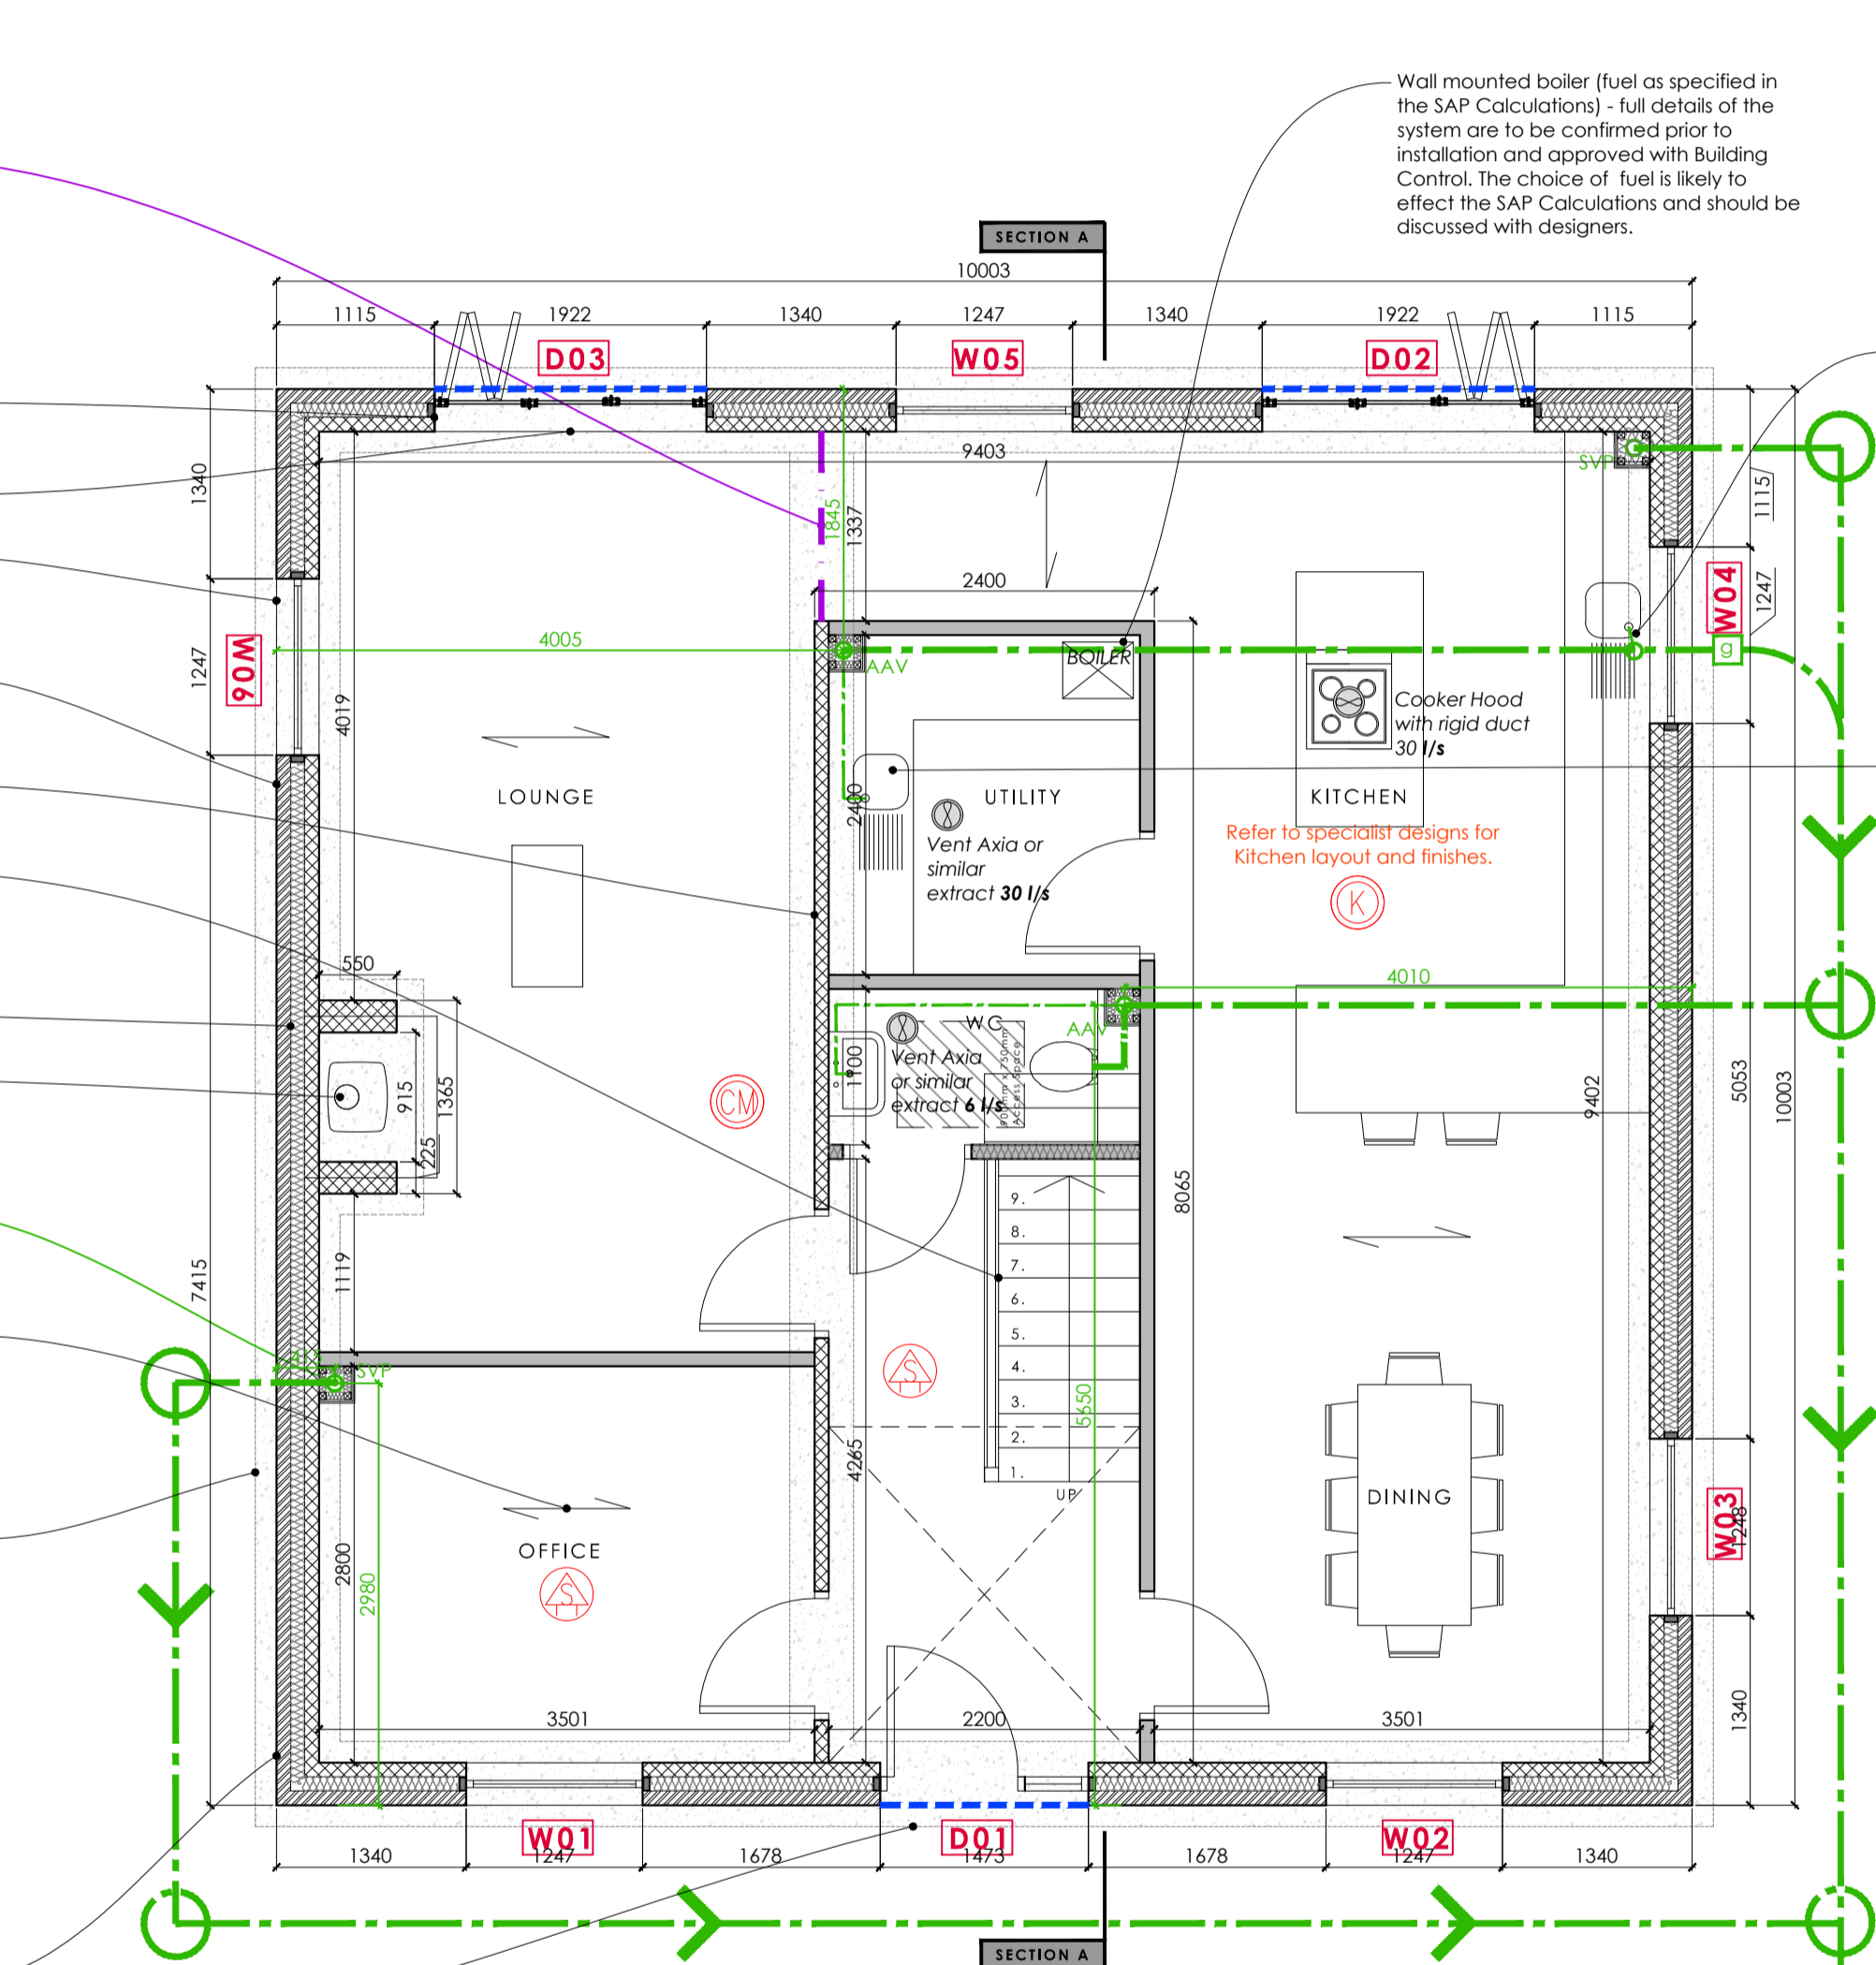 Wall mounted boiler (fuel as specified in
the SAP Calculations) - full details of the
system are to be confirmed prior to
installation and approved with Building
Control. The choice of fuel is likely to
effect the SAP Calculations and should be
discussed with designers.
SECTION A
10003
1115
1922
1340
1247
1340
1922
1115
D03
W05
D02
9403
SVP
1340
1845
1337
1115
1247
W04
2400
4005
BOILER
AAV
g
W06
1247
4019
Cooker Hood
with rigid duct
30 l/s
LOUNGE
2400
UTILITY
KITCHEN
Refer to specialist designs for
Kitchen layout and finishes.
Vent Axia or
similar
extract 30 l/s
K
550
4010
WC
AAV
Vent Axia
or similar
extract 6 l/s
1100
900mm x 750mm
Access Space
CM
915
1365
225
9402
5053
10003
8065
9.
8.
7.
6.
5.
4.
3.
2.
1.
UP
7415
1119
SVP
S
5650
4265
DINING
W03
1248
OFFICE
S
2800
2980
3501
2200
3501
1340
W01
D01
W02
1340
1247
1678
1473
1678
1247
1340
SECTION A